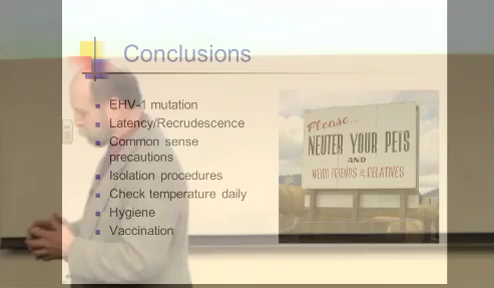 Conclusions
EHV-1 mutation
Latency/Recrudescence
Common sense
precautions
Isolation procedures
Check temperature daily
Hygiene
Vaccination
Please...
NEUTER YOUR PETS
AND
WEIRD FRIENDS & RELATIVES